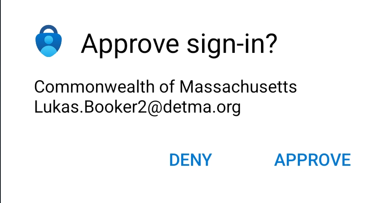 Approve sign-in?
Commonwealth of Massachusetts
Lukas.Booker2@detma.org
DENY APPROVE